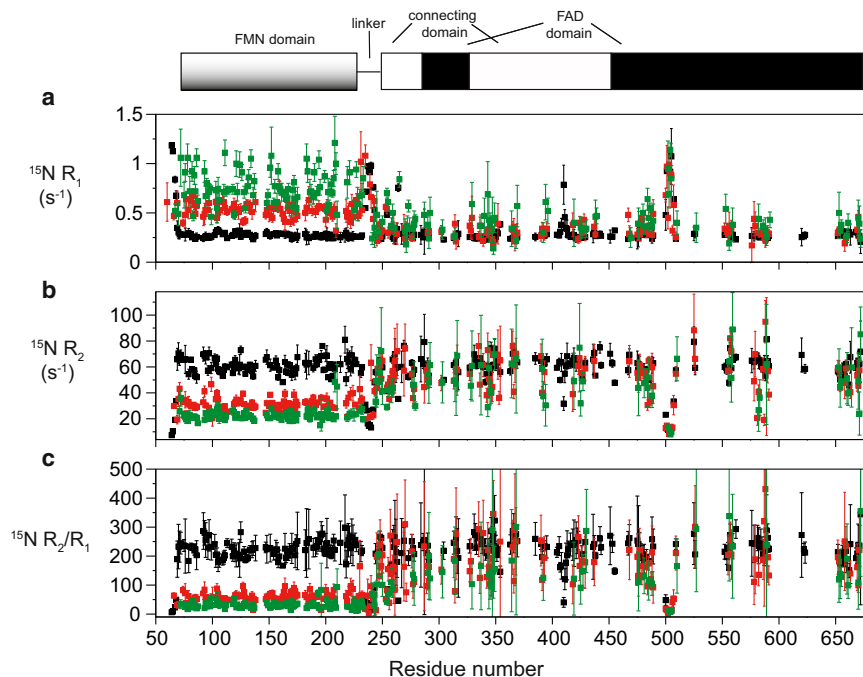 connecting
domain
FAD
domain
linker
FMN domain
a
1.5
1
0.5
0
15N R1
(s-1)
b
100
80
60
40
20
15N R2
(s-1)
c
500
400
300
200
100
0
15N R2/R1
50 100 150 200 250 300 350 400 450 500 550 600 650
Residue number